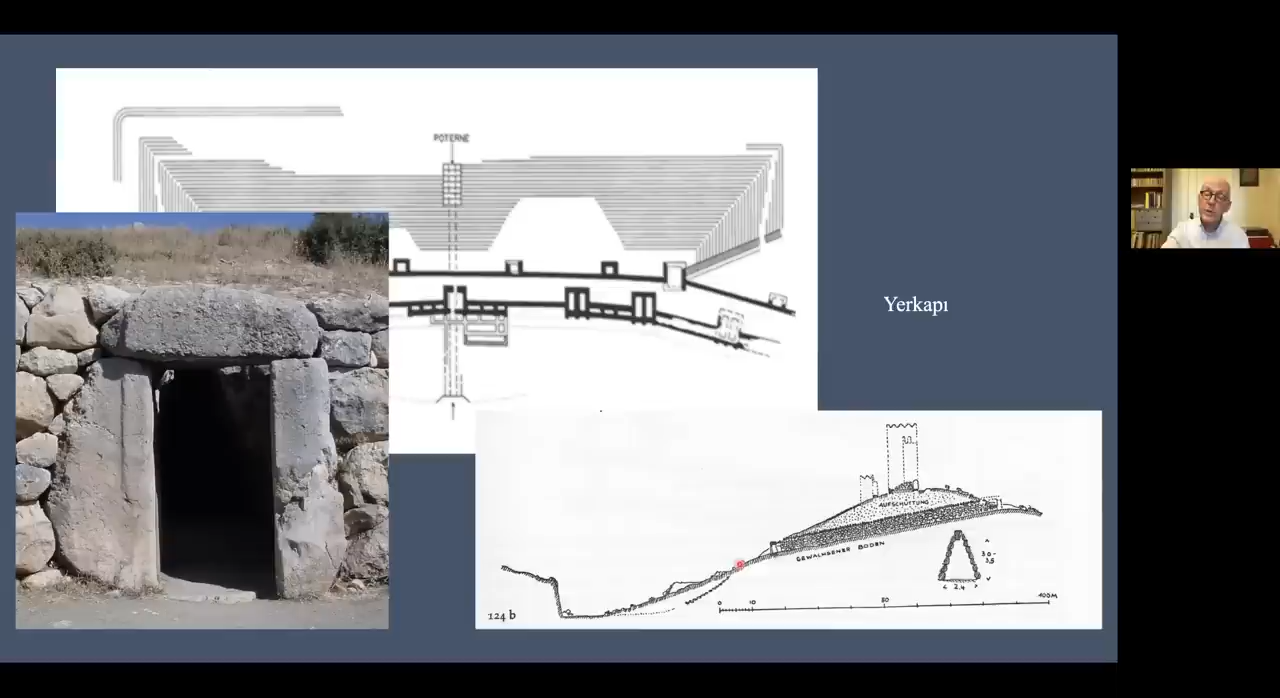 POTERNE
Yerkapı
AUFSCHÜTTUNG
GEWACHSENER BODEN
3.0 -
3.5
< 2,4 >
0 10 50 100M
124 b